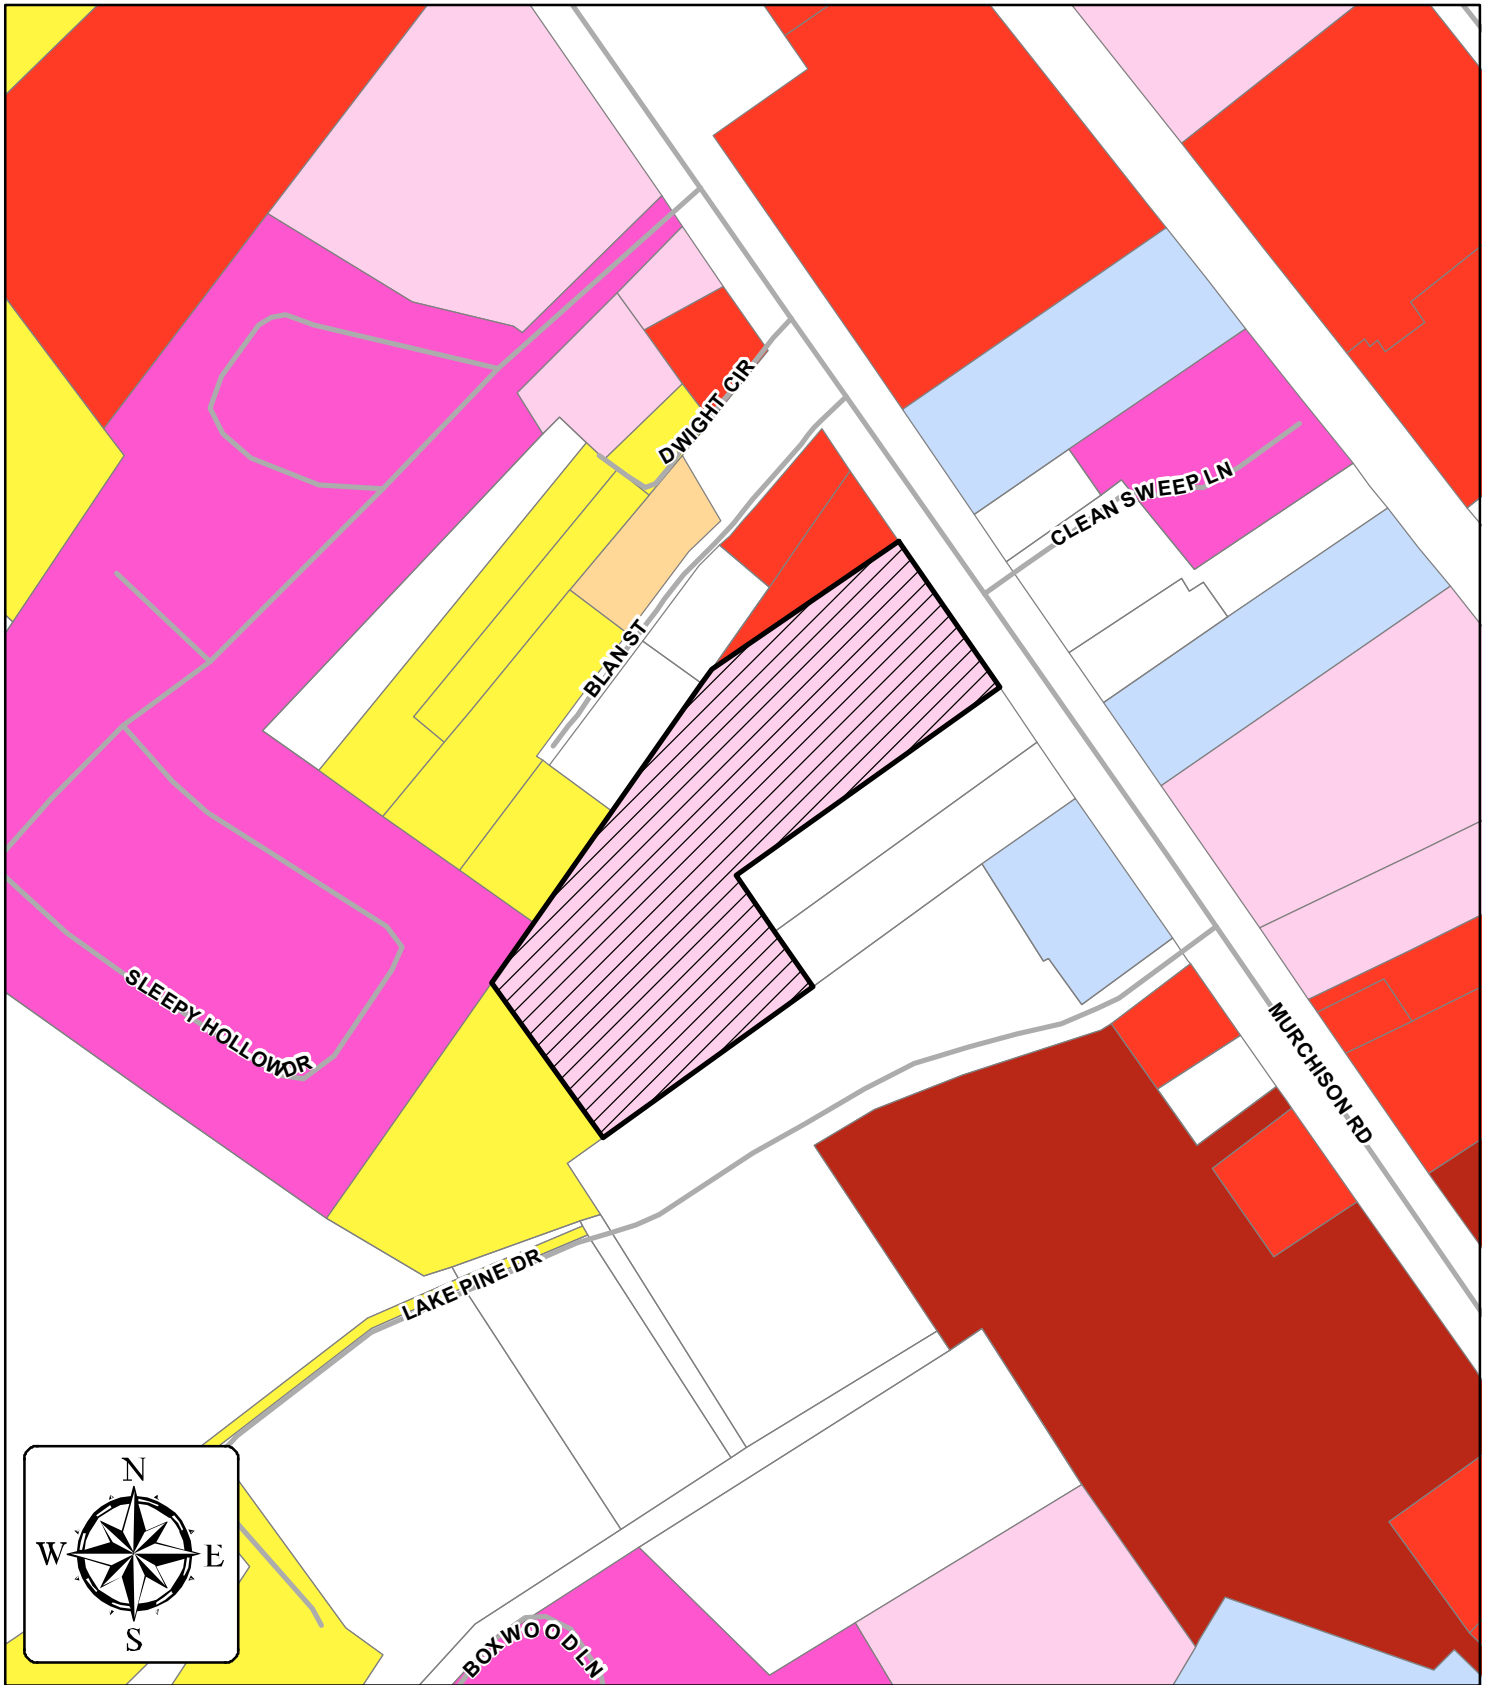 DWIGHT CIR
CLEAN SWEEP LN
BLAN ST
SLEEPY HOLLOW DR
MURCHISON RD
LAKE PINE DR
N
W E
S
BOXWOOD LN